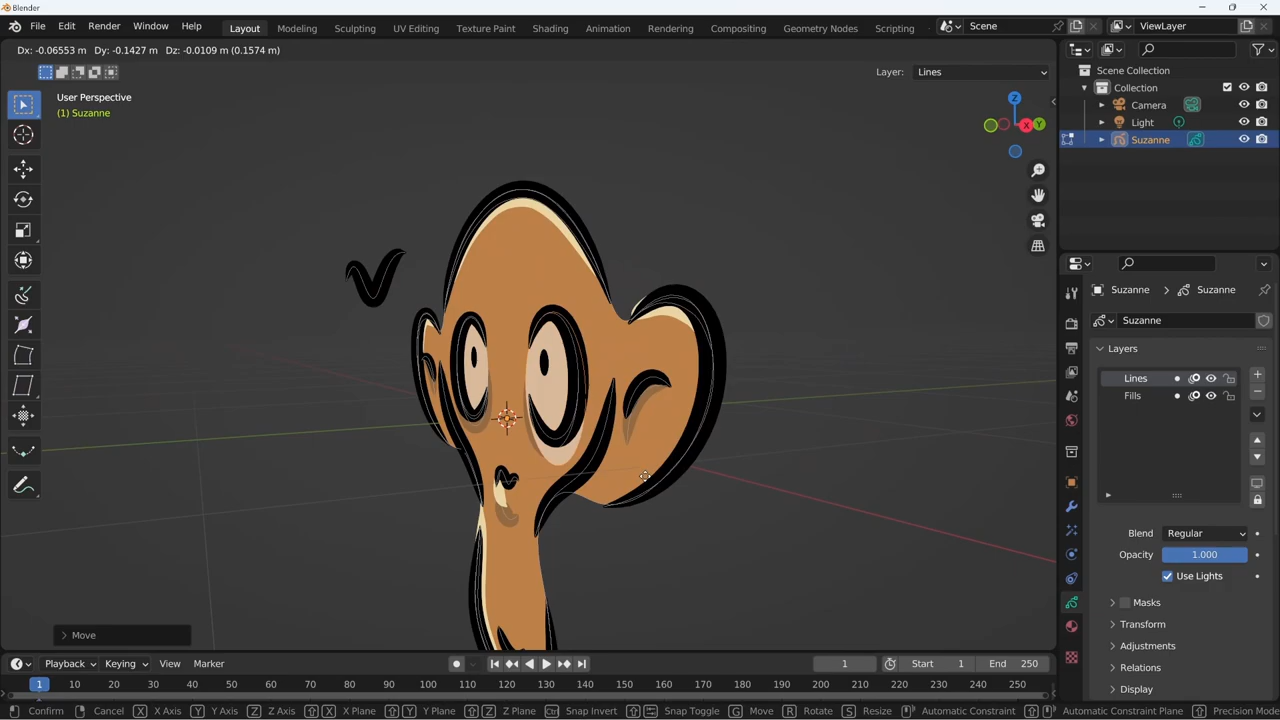 Blender
File Edit Render Window Help Layout Modeling Sculpting UV Editing Texture Paint Shading Animation Rendering Compositing Geometry Nodes Scripting Scene ViewLayer
Dx: -0.06553 m Dy: -0.1427 m Dz: -0.0109 m (0.1574 m)
Layer: Lines
Scene Collection
Collection
Camera
Light
Suzanne
User Perspective
(1) Suzanne
Z
X
Y
Suzanne > Suzanne
Suzanne
Layers
Lines
Fills
Blend Regular
Opacity 1.000
Use Lights
Masks
Transform
Adjustments
Relations
Display
Move
Playback Keying View Marker 1 Start 1 End 250
1 10 20 30 40 50 60 70 80 90 100 110 120 130 140 150 160 170 180 190 200 210 220 230 240 250
Confirm Cancel X X Axis Y Y Axis Z Z Axis X X Plane Y Y Plane Z Z Plane Ctrl Snap Invert Snap Toggle G Move R Rotate S Resize Automatic Constraint Automatic Constraint Plane Precision Mode